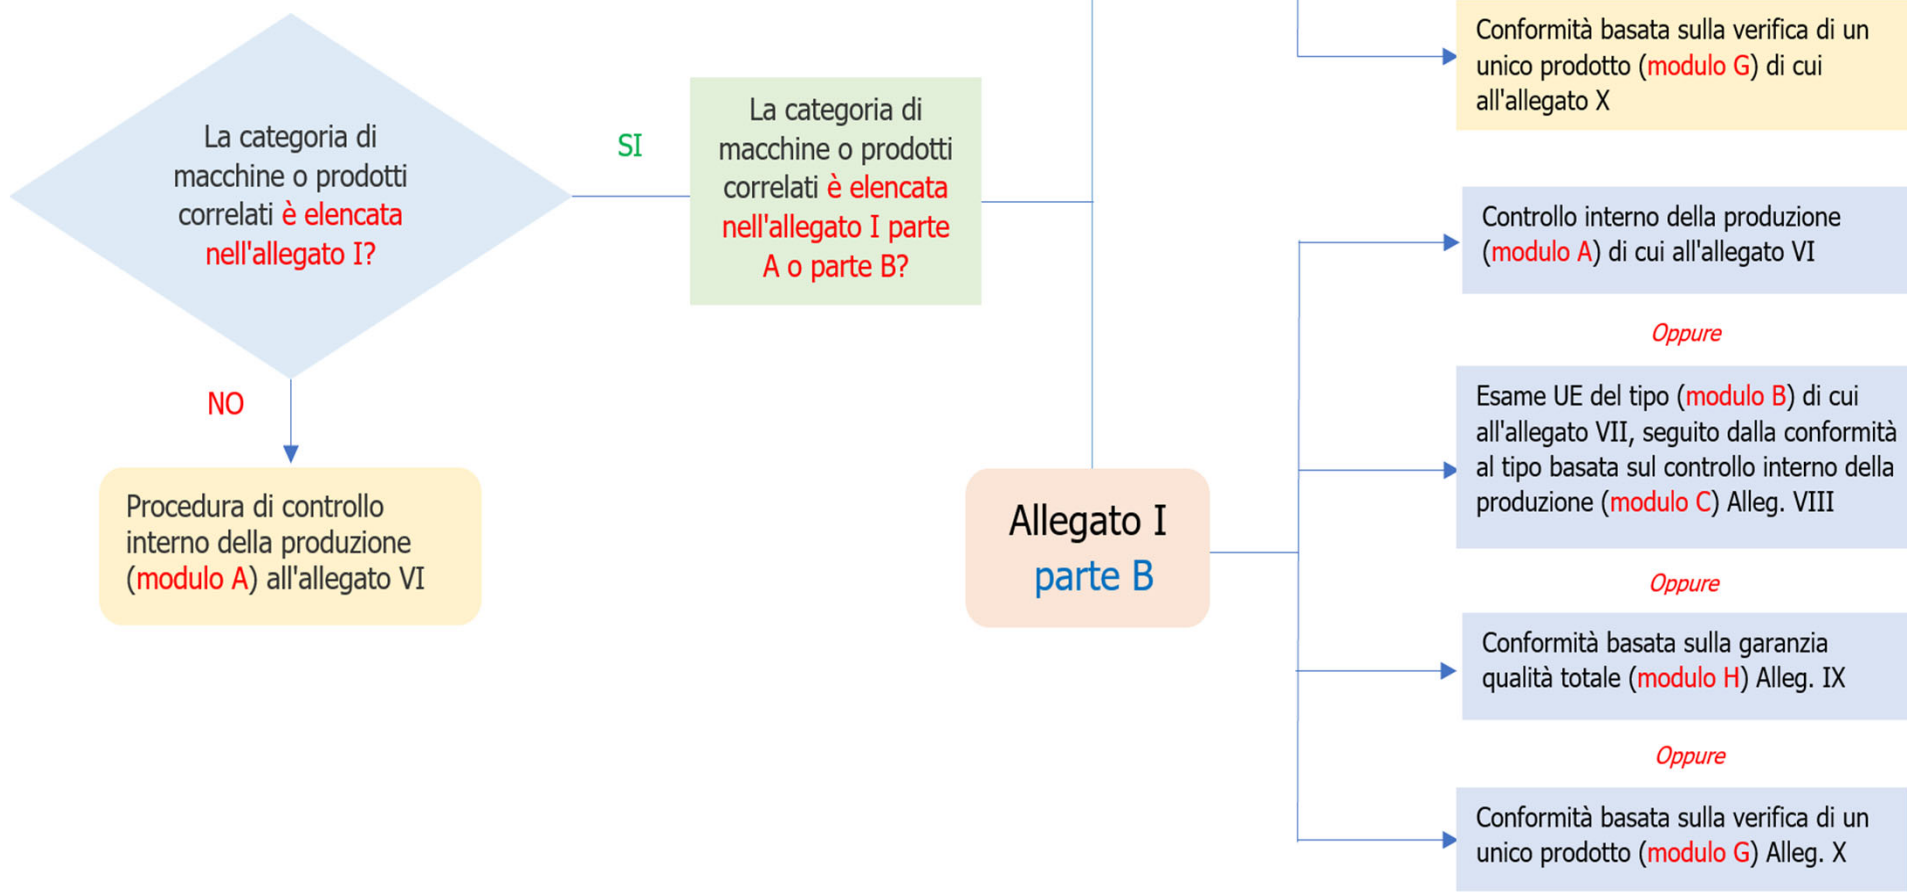 La categoria di
macchine o prodotti
correlati è elencata
nell'allegato I?
SI
NO
Procedura di controllo
interno della produzione
(modulo A) all'allegato VI
La categoria di
macchine o prodotti
correlati è elencata
nell'allegato I parte
A o parte B?
Allegato I
parte B
Conformità basata sulla verifica di un
unico prodotto (modulo G) di cui
all'allegato X
Controllo interno della produzione
(modulo A) di cui all'allegato VI
Oppure
Esame UE del tipo (modulo B) di cui
all'allegato VII, seguito dalla conformità
al tipo basata sul controllo interno della
produzione (modulo C) Alleg. VIII
Oppure
Conformità basata sulla garanzia
qualità totale (modulo H) Alleg. IX
Oppure
Conformità basata sulla verifica di un
unico prodotto (modulo G) Alleg. X